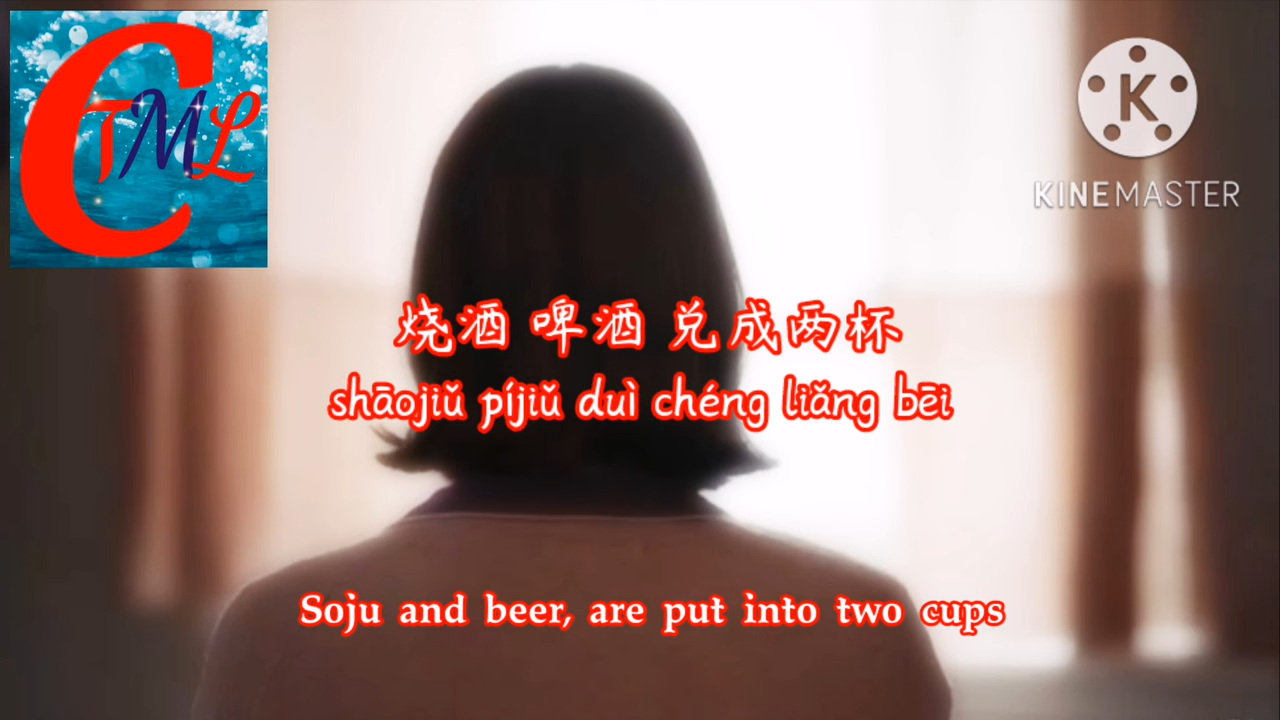 CTML
K
KINEMASTER
烧酒 啤酒 兑成两杯
shāojiǔ píjiǔ duì chéng liǎng bēi
Soju and beer, are put into two cups